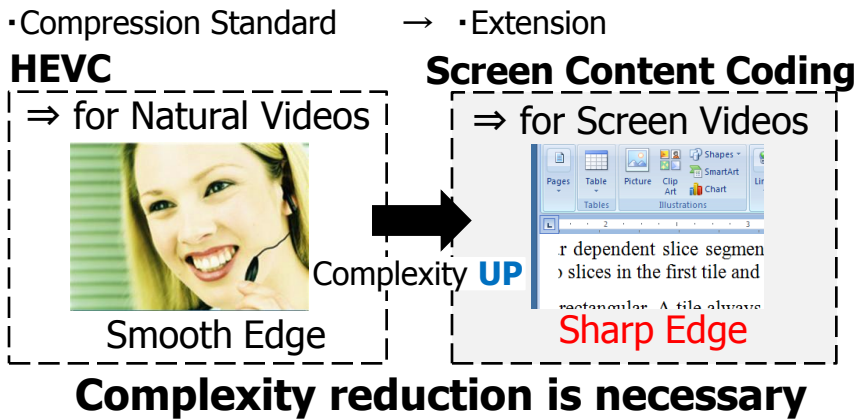 ▪Compression Standard → ▪Extension
HEVC
Screen Content Coding
⇒ for Natural Videos
⇒ for Screen Videos
Pages
Table
Picture
Clip Art
Shapes
SmartArt
Chart
Tables
Illustrations
L
2
3
r dependent slice segmen
slices in the first tile and
rectangular. A tile always
Complexity UP
Smooth Edge
Sharp Edge
Complexity reduction is necessary